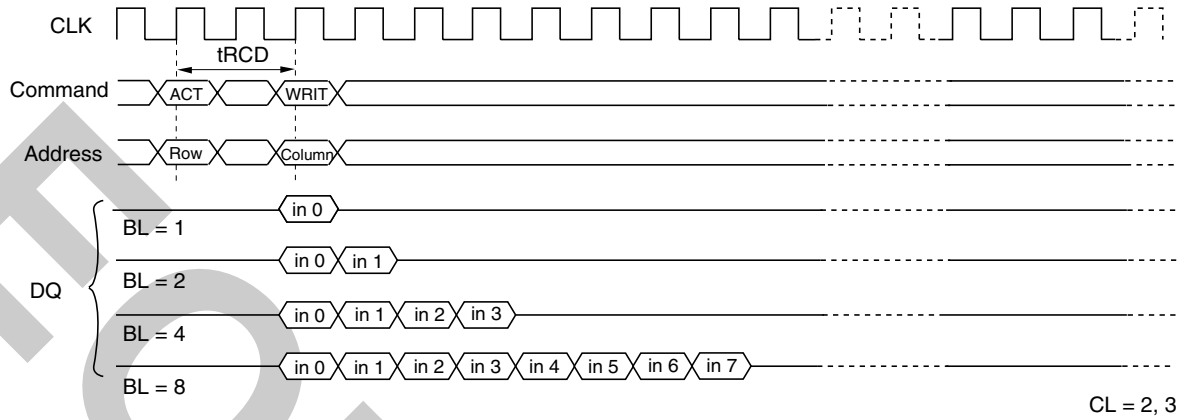 CLK
tRCD
Command ACT WRIT
Address Row Column
DQ
in 0
BL = 1
in 0 in 1
BL = 2
in 0 in 1 in 2 in 3
BL = 4
in 0 in 1 in 2 in 3 in 4 in 5 in 6 in 7
BL = 8
CL = 2, 3